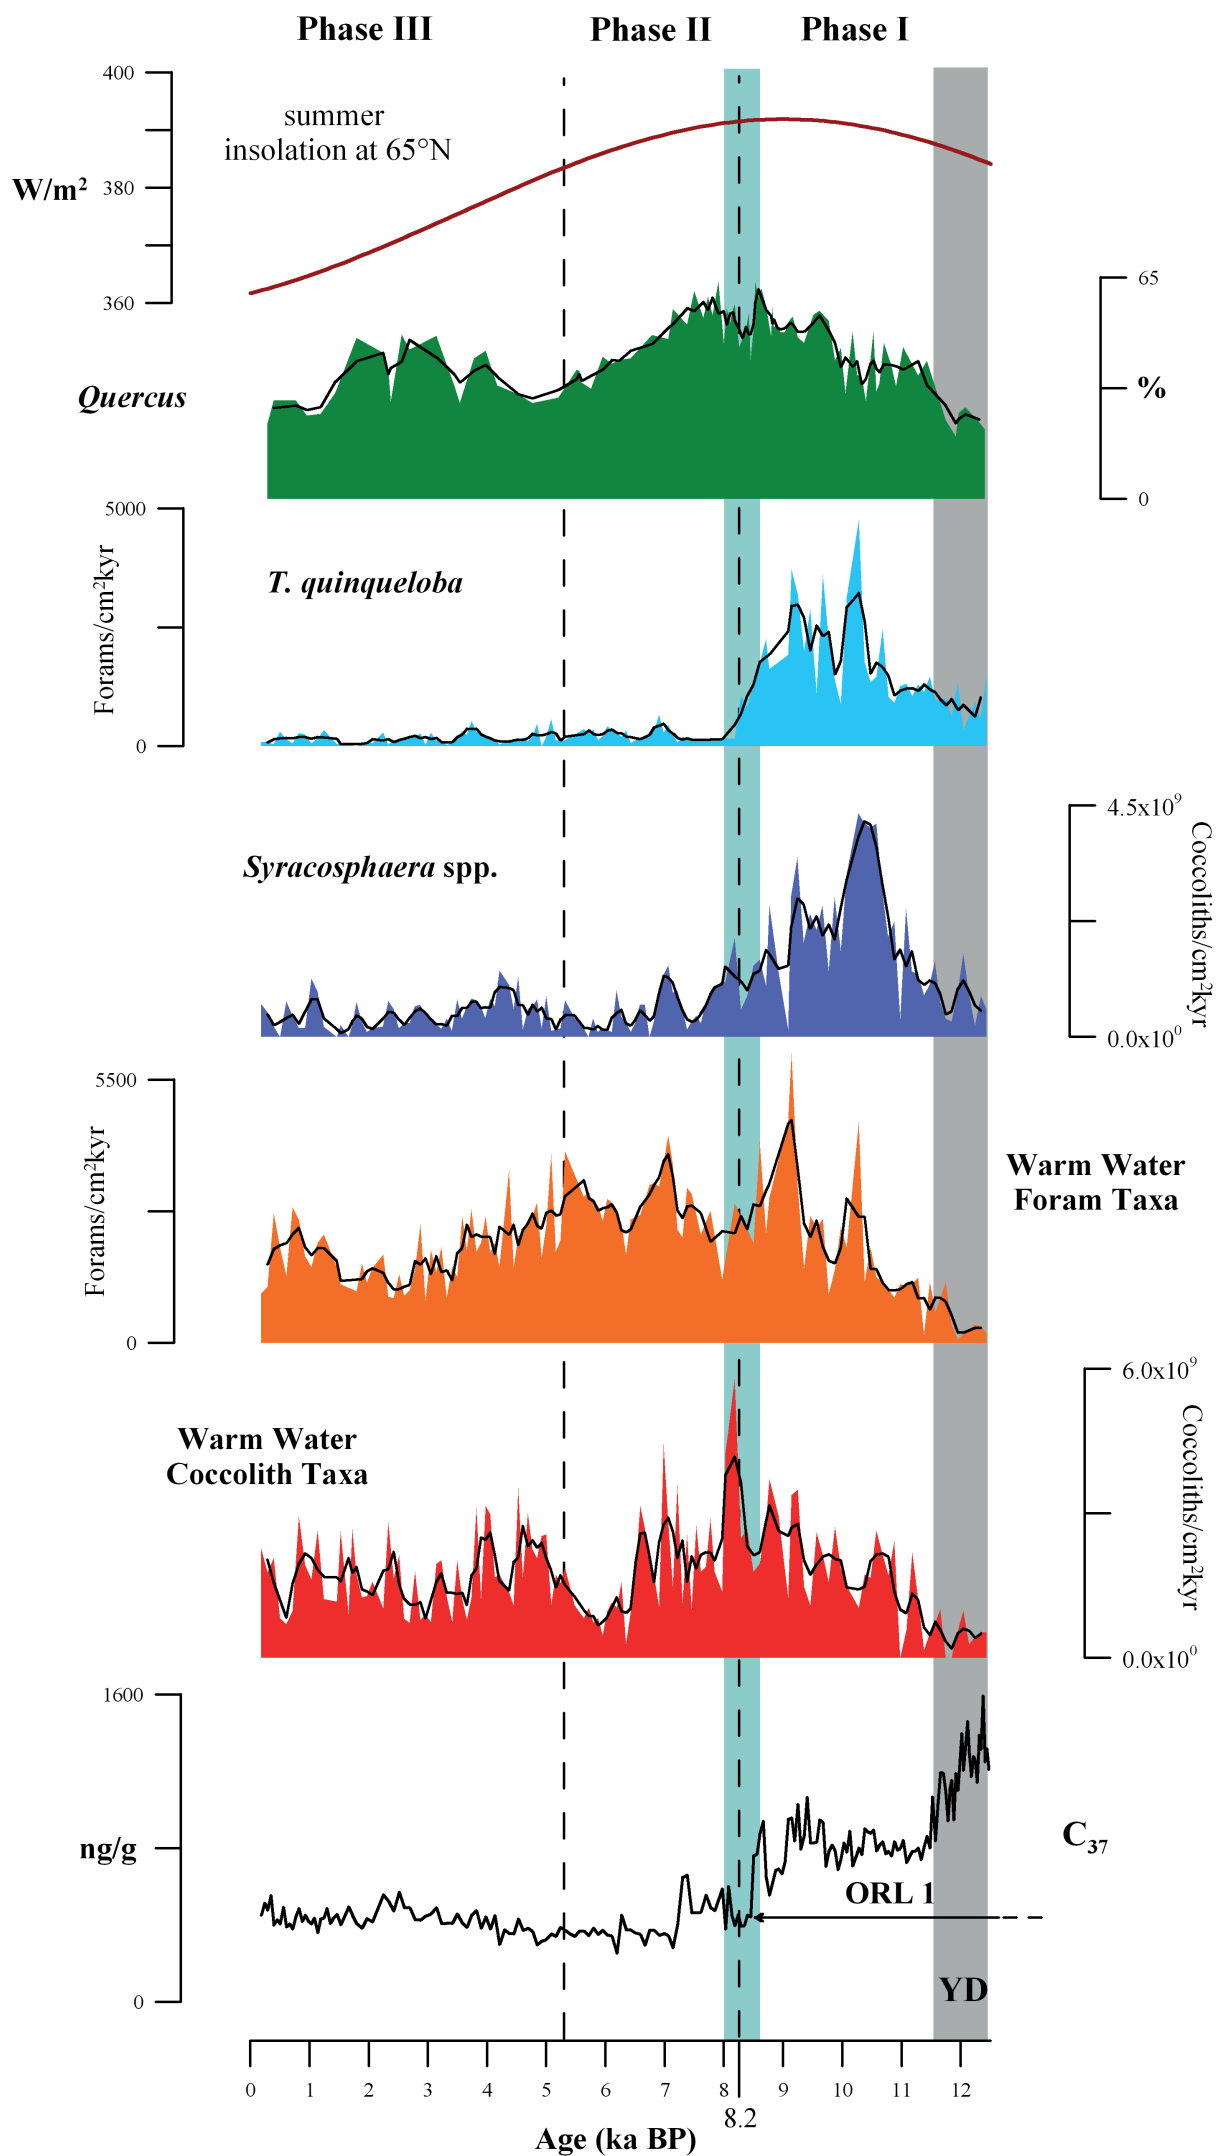 Phase III Phase II Phase I
400
summer
insolation at 65°N
W/m²
380
360
65
%
0
Quercus
5000
Forams/cm²kyr
0
T. quinqueloba
4.5x10⁹
Coccoliths/cm²kyr
0.0x10⁰
Syracosphaera spp.
5500
Forams/cm²kyr
0
Warm Water
Foram Taxa
6.0x10⁹
Coccoliths/cm²kyr
0.0x10⁰
Warm Water
Coccolith Taxa
1600
ng/g
0
C₃₇
ORL 1
YD
0 1 2 3 4 5 6 7 8 9 10 11 12
8.2
Age (ka BP)